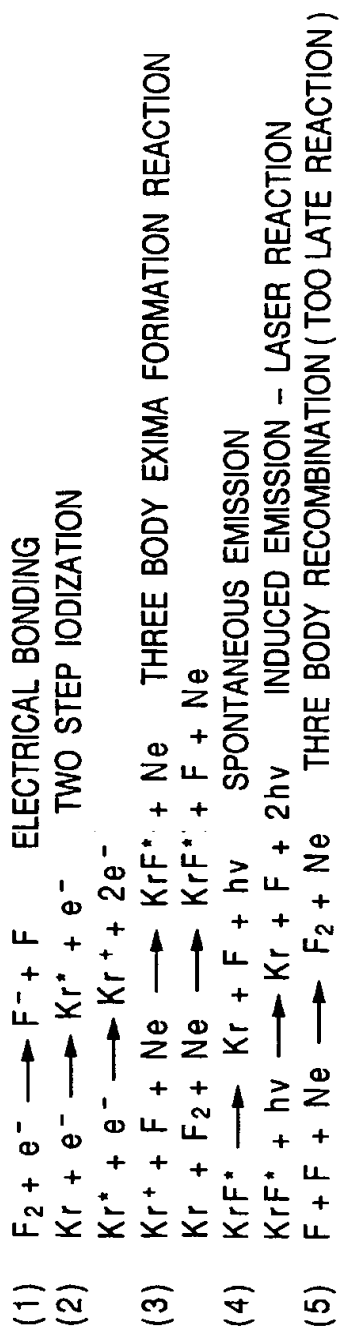 (1) F₂ + e⁻ → F⁻ + F ELECTRICAL BONDING
(2) Kr + e⁻ → Kr* + e⁻ TWO STEP IODIZATION
Kr* + e⁻ → Kr⁺ + 2e⁻
(3) Kr⁺ + F + Ne → KrF* + Ne THREE BODY EXIMA FORMATION REACTION
Kr + F₂ + Ne → KrF* + F + Ne
(4) KrF* → Kr + F + hν SPONTANEOUS EMISSION
KrF* + hν → Kr + F + 2hν INDUCED EMISSION – LASER REACTION
(5) F + F + Ne → F₂ + Ne THRE BODY RECOMBINATION ( TOO LATE REACTION )